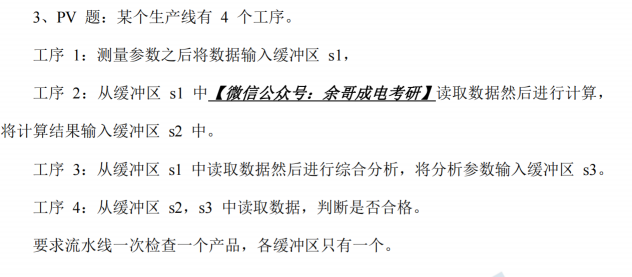 3、PV 题：某个生产线有 4 个工序。
工序 1：测量参数之后将数据输入缓冲区 s1，
工序 2：从缓冲区 s1 中【微信公众号：余哥成电考研】读取数据然后进行计算，
将计算结果输入缓冲区 s2 中。
工序 3：从缓冲区 s1 中读取数据然后进行综合分析，将分析参数输入缓冲区 s3。
工序 4：从缓冲区 s2，s3 中读取数据，判断是否合格。
要求流水线一次检查一个产品，各缓冲区只有一个。